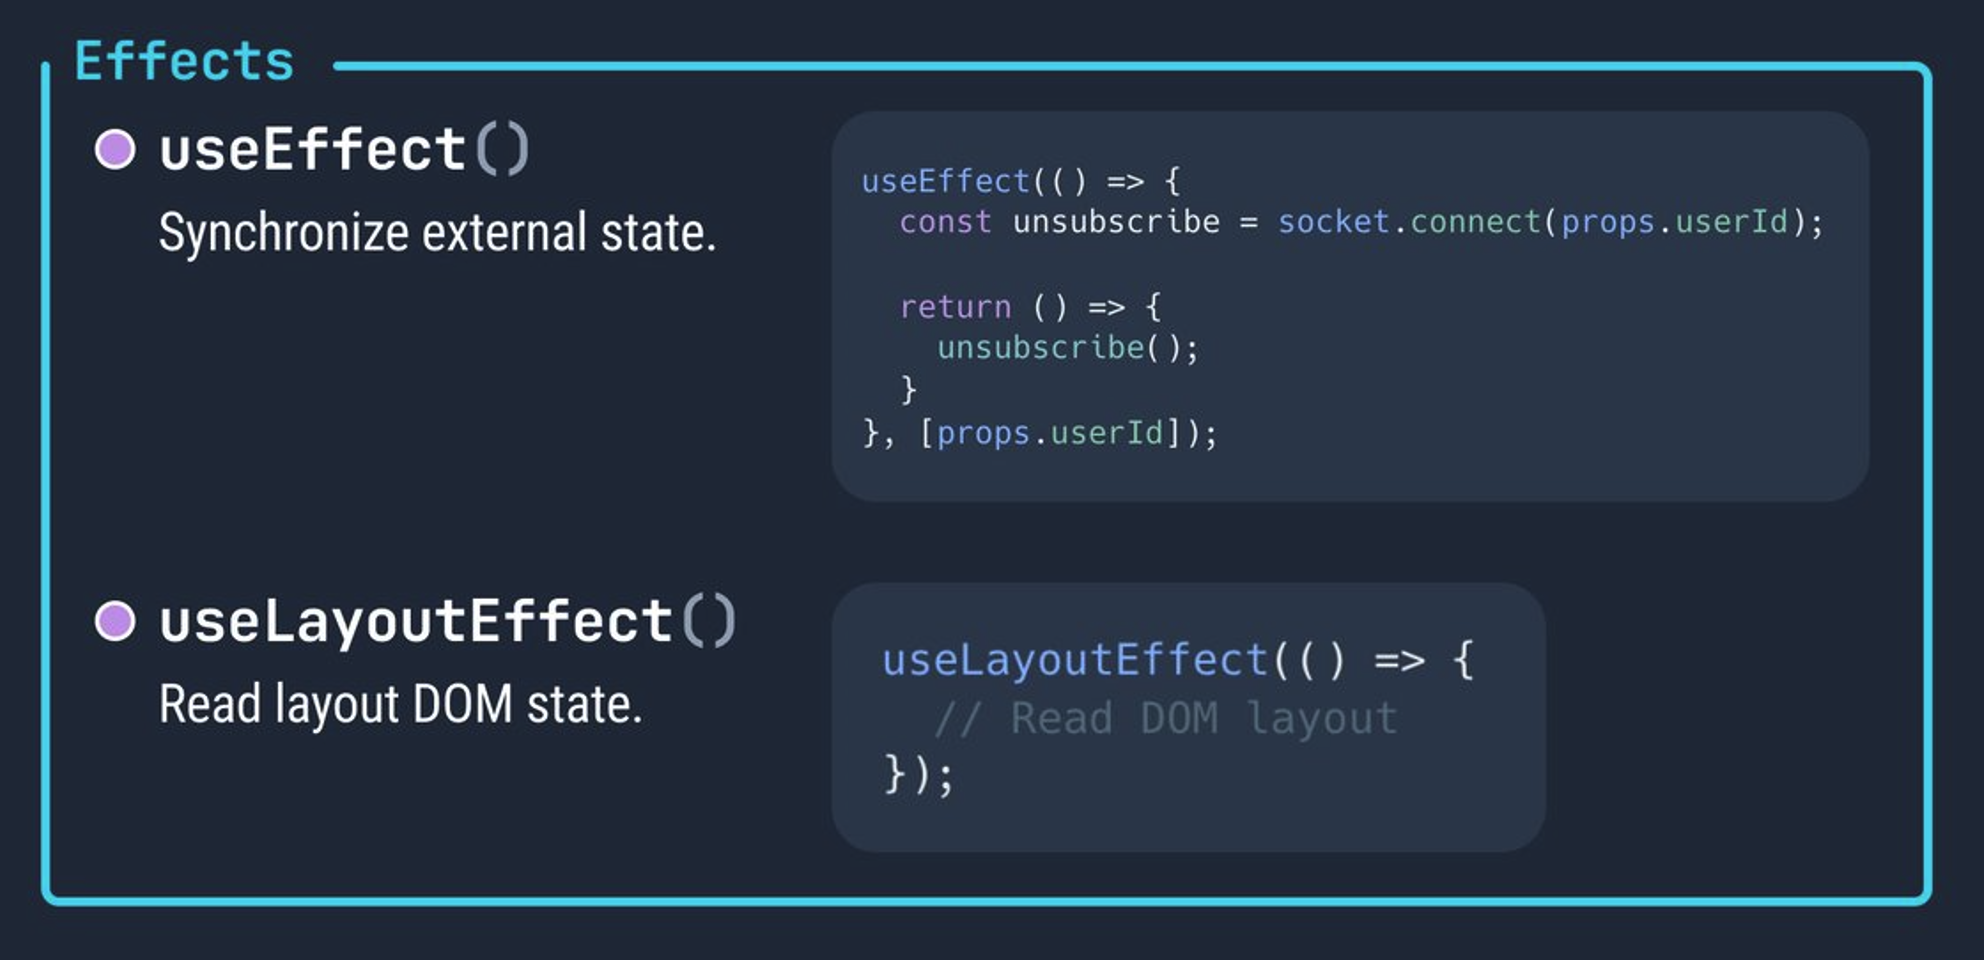 Effects
useEffect()
Synchronize external state.
useEffect(() => {
  const unsubscribe = socket.connect(props.userId);

  return () => {
    unsubscribe();
  }
}, [props.userId]);
useLayoutEffect()
Read layout DOM state.
useLayoutEffect(() => {
  // Read DOM layout
});